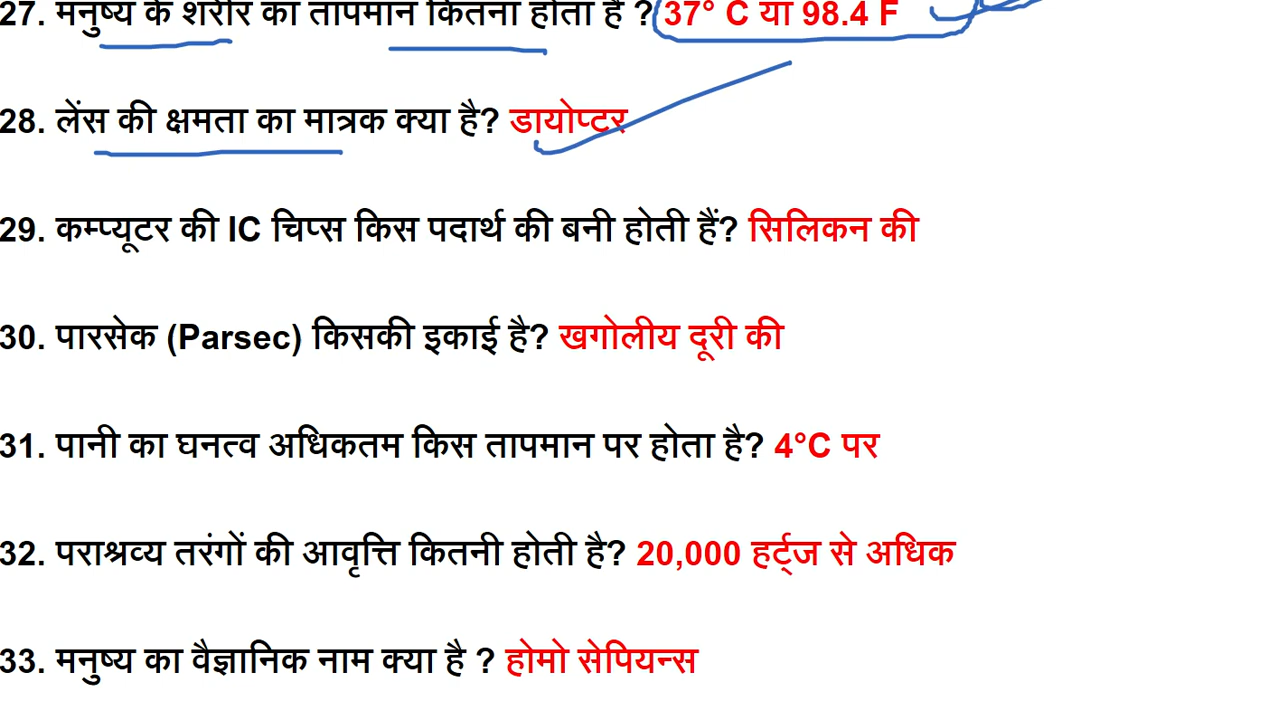 27. मनुष्य के शरीर का तापमान कितना होता है ? 37° C या 98.4 F
28. लेंस की क्षमता का मात्रक क्या है? डायोप्टर
29. कम्प्यूटर की IC चिप्स किस पदार्थ की बनी होती हैं? सिलिकन की
30. पारसेक (Parsec) किसकी इकाई है? खगोलीय दूरी की
31. पानी का घनत्व अधिकतम किस तापमान पर होता है? 4°C पर
32. पराश्रव्य तरंगों की आवृत्ति कितनी होती है? 20,000 हर्ट्ज से अधिक
33. मनुष्य का वैज्ञानिक नाम क्या है ? होमो सेपियन्स